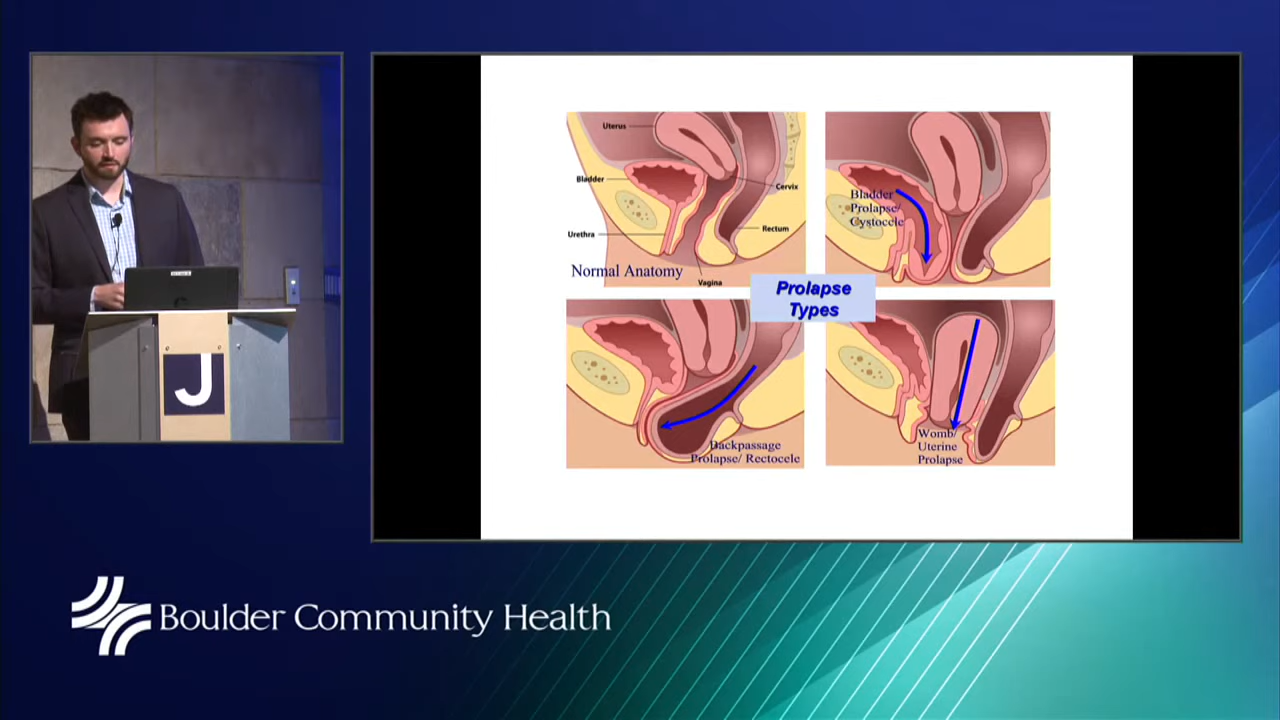 Uterus
Bladder
Cervix
Urethra
Rectum
Normal Anatomy
Vagina
Bladder
Prolapse/
Cystocele
Prolapse
Types
Backpassage
Prolapse/ Rectocele
Womb/
Uterine
Prolapse
J
Boulder Community Health